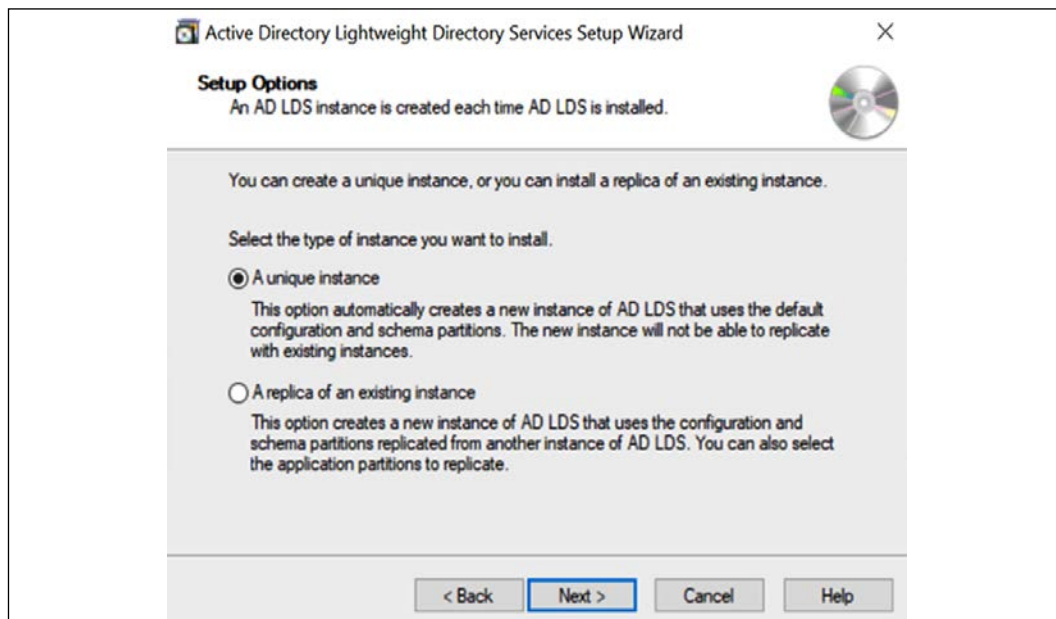 Active Directory Lightweight Directory Services Setup Wizard
Setup Options
An AD LDS instance is created each time AD LDS is installed.
You can create a unique instance, or you can install a replica of an existing instance.
Select the type of instance you want to install.
A unique instance
This option automatically creates a new instance of AD LDS that uses the default
configuration and schema partitions. The new instance will not be able to replicate
with existing instances.
A replica of an existing instance
This option creates a new instance of AD LDS that uses the configuration and
schema partitions replicated from another instance of AD LDS. You can also select
the application partitions to replicate.
< Back Next > Cancel Help